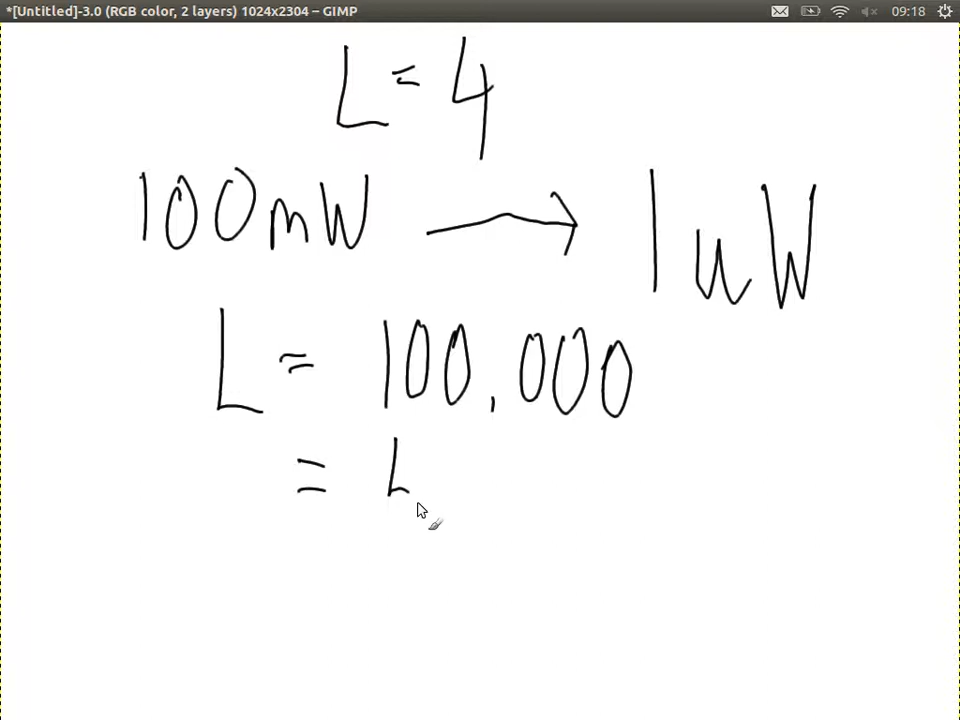 *[Untitled]-3.0 (RGB color, 2 layers) 1024x2304 – GIMP 09:18
L = 4
100mW → 1uW
L = 100,000
= L